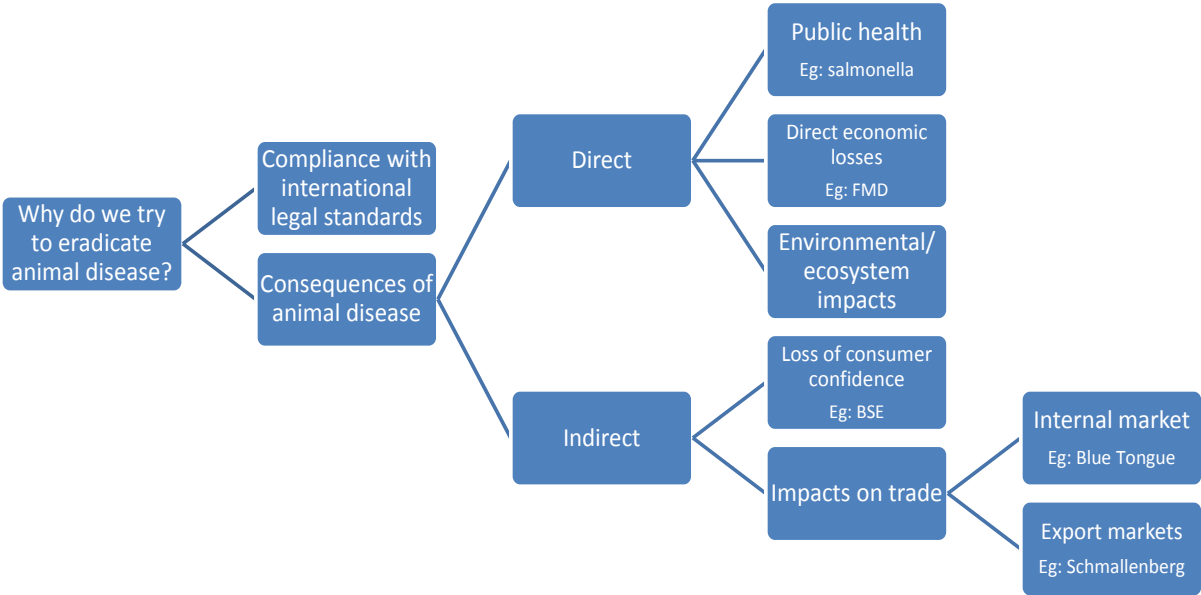 Why do we try
to eradicate
animal disease?
Compliance with
international
legal standards
Consequences of
animal disease
Direct
Public health
Eg: salmonella
Direct economic
losses
Eg: FMD
Environmental/
ecosystem
impacts
Indirect
Loss of consumer
confidence
Eg: BSE
Impacts on trade
Internal market
Eg: Blue Tongue
Export markets
Eg: Schmallenberg